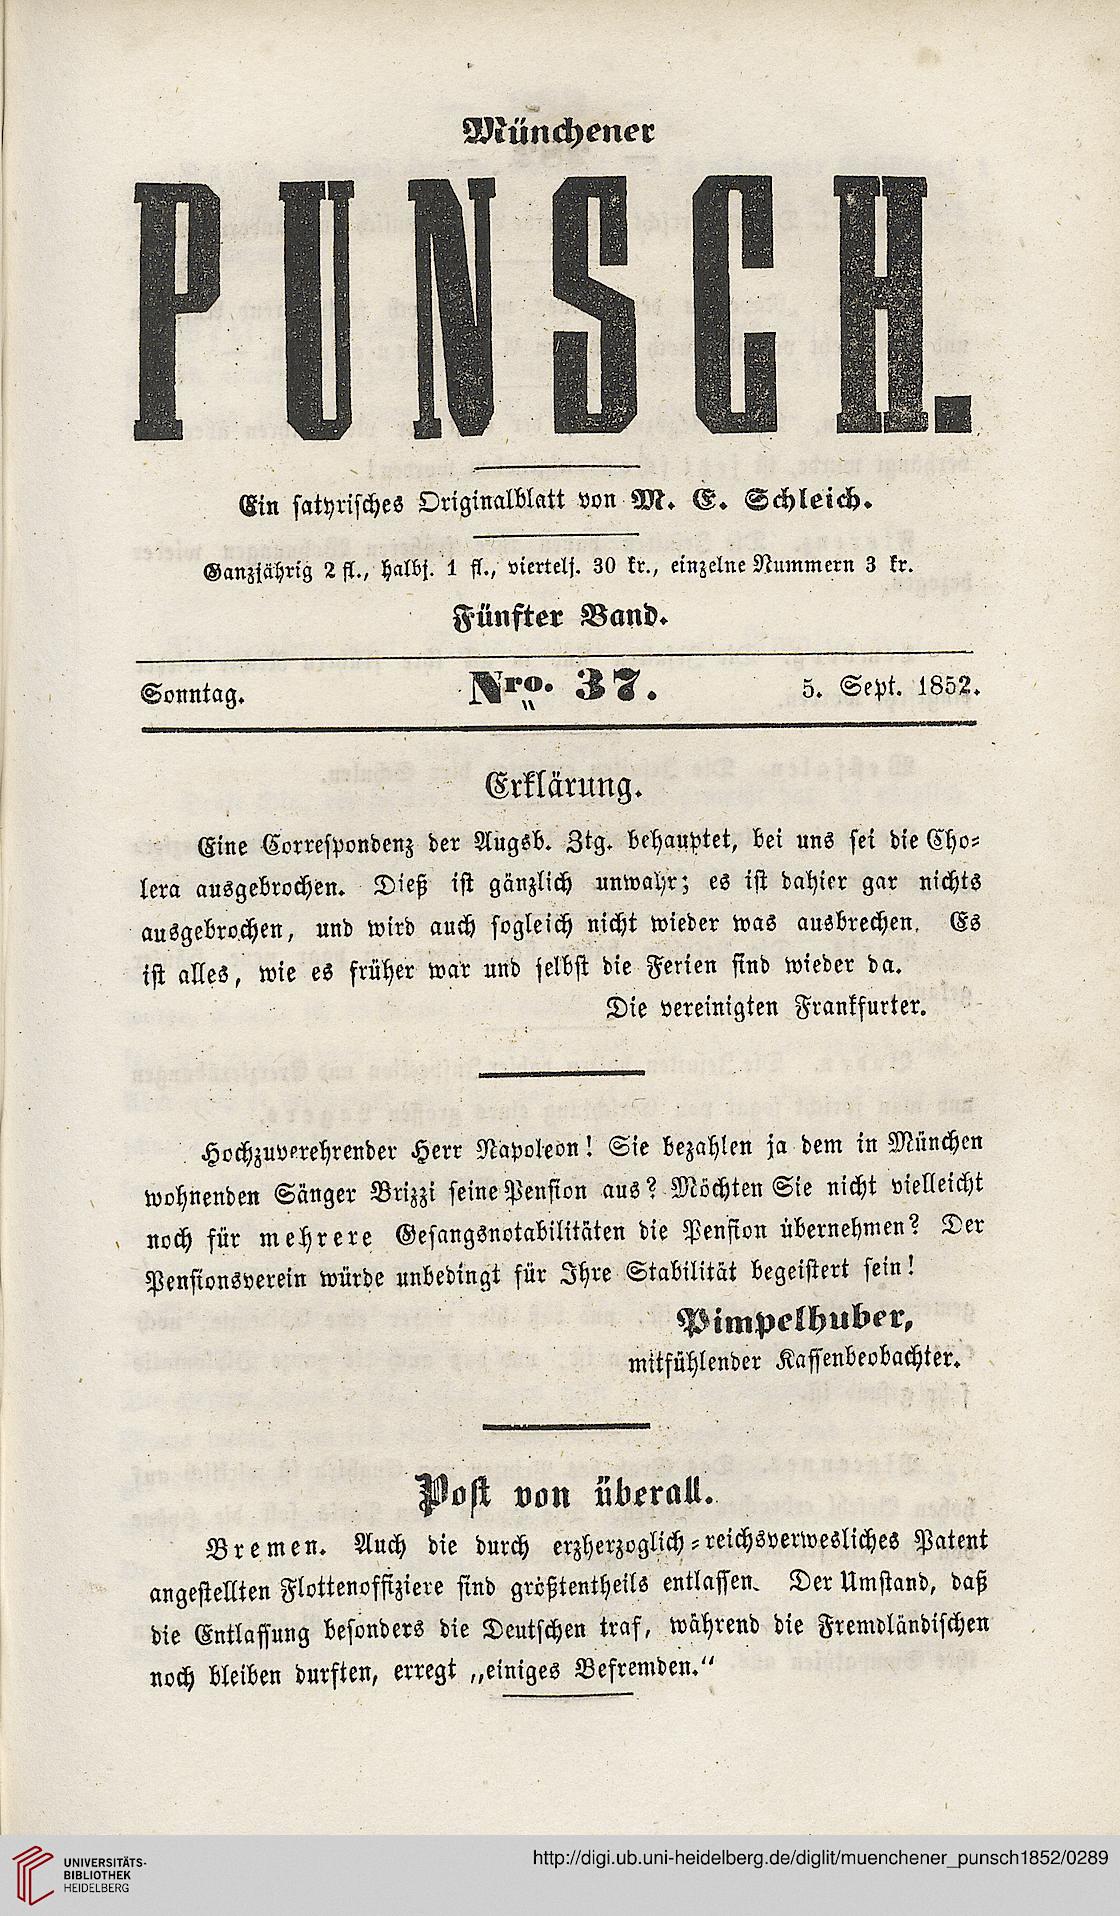 Münchener
PUNSCH.
Ein satyrisches Originalblatt von M. E. Schleich.
Ganzjährig 2 fl., halbj. 1 fl., viertelj. 30 kr., einzelne Nummern 3 kr.
Fünfter Band.
Sonntag. Nro. 37. 5. Sept. 1852.
Erklärung.
Eine Correspondenz der Augsb. Ztg. behauptet, bei uns sei die Cho-
lera ausgebrochen. Dieß ist gänzlich unwahr; es ist dahier gar nichts
ausgebrochen, und wird auch sogleich nicht wieder was ausbrechen. Es
ist alles, wie es früher war und selbst die Ferien sind wieder da.
Die vereinigten Frankfurter.
Hochzuverehrender Herr Napoleon! Sie bezahlen ja dem in München
wohnenden Sänger Brizzi seine Pension aus? Möchten Sie nicht vielleicht
noch für mehrere Gesangsnotabilitäten die Pension übernehmen? Der
Pensionsverein würde unbedingt für Ihre Stabilität begeistert sein!
Pimpelhuber,
mitfühlender Kassenbeobachter.
Post von überall.
Bremen. Auch die durch erzherzoglich-reichsverwesliches Patent
angestellten Flottenoffiziere sind größtentheils entlassen. Der Umstand, daß
die Entlassung besonders die Deutschen traf, während die Fremdländischen
noch bleiben durften, erregt „einiges Befremden."
UNIVERSITÄTS-
BIBLIOTHEK
HEIDELBERG
http://digi.ub.uni-heidelberg.de/diglit/muenchener_punsch1852/0289